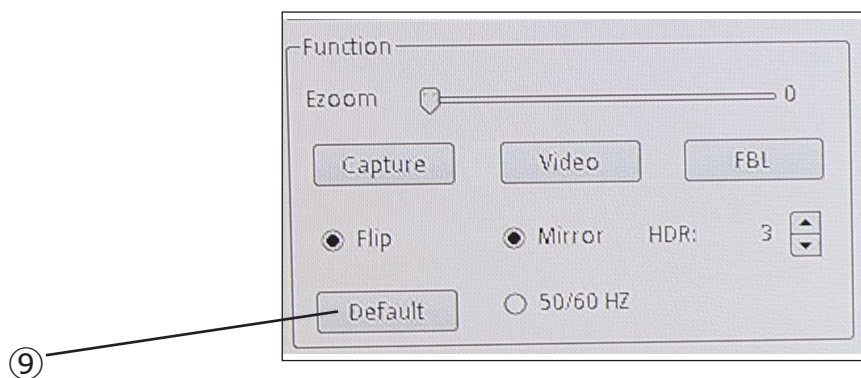 Function
Ezoom 0
Capture Video FBL
Flip Mirror HDR: 3
Default 50/60 HZ
⑨